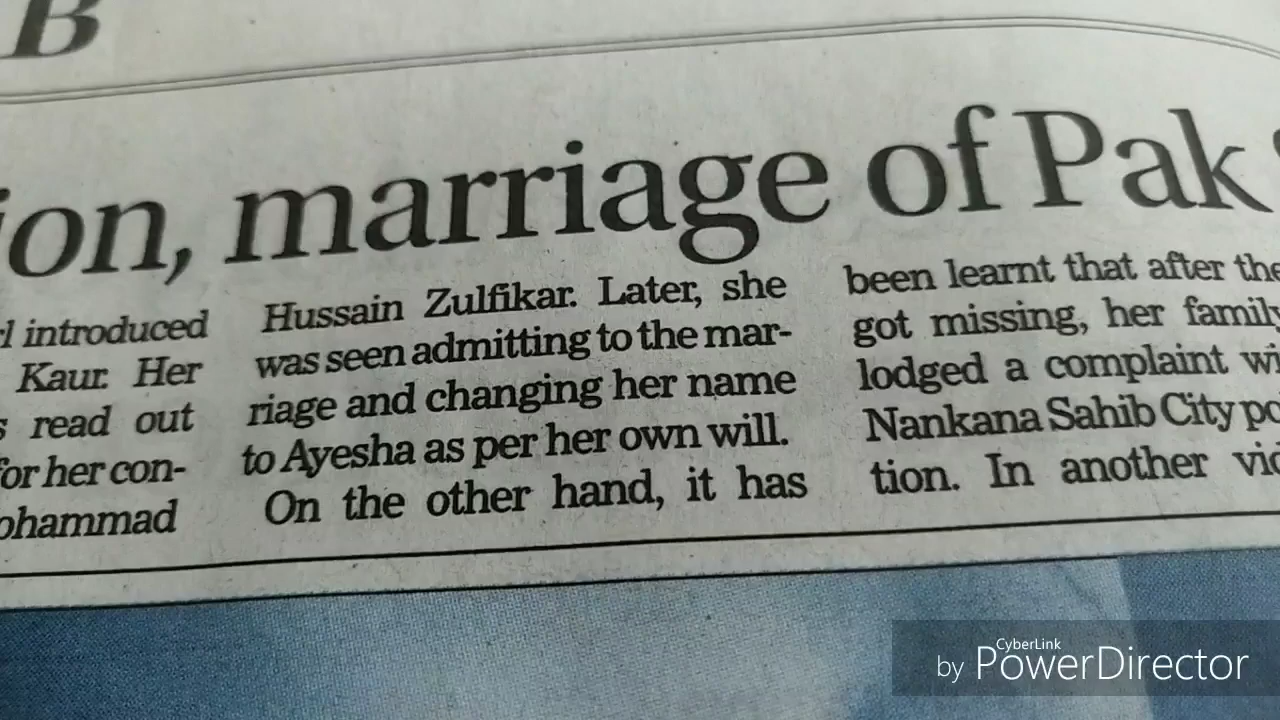 B
ion, marriage of Pak
introduced
Kaur. Her
read out
for her con-
ohammad
Hussain Zulfikar. Later, she
was seen admitting to the mar-
riage and changing her name
to Ayesha as per her own will.
On the other hand, it has
been learnt that after the
got missing, her family
lodged a complaint wi
Nankana Sahib City po
tion. In another vic
CyberLink
by PowerDirector